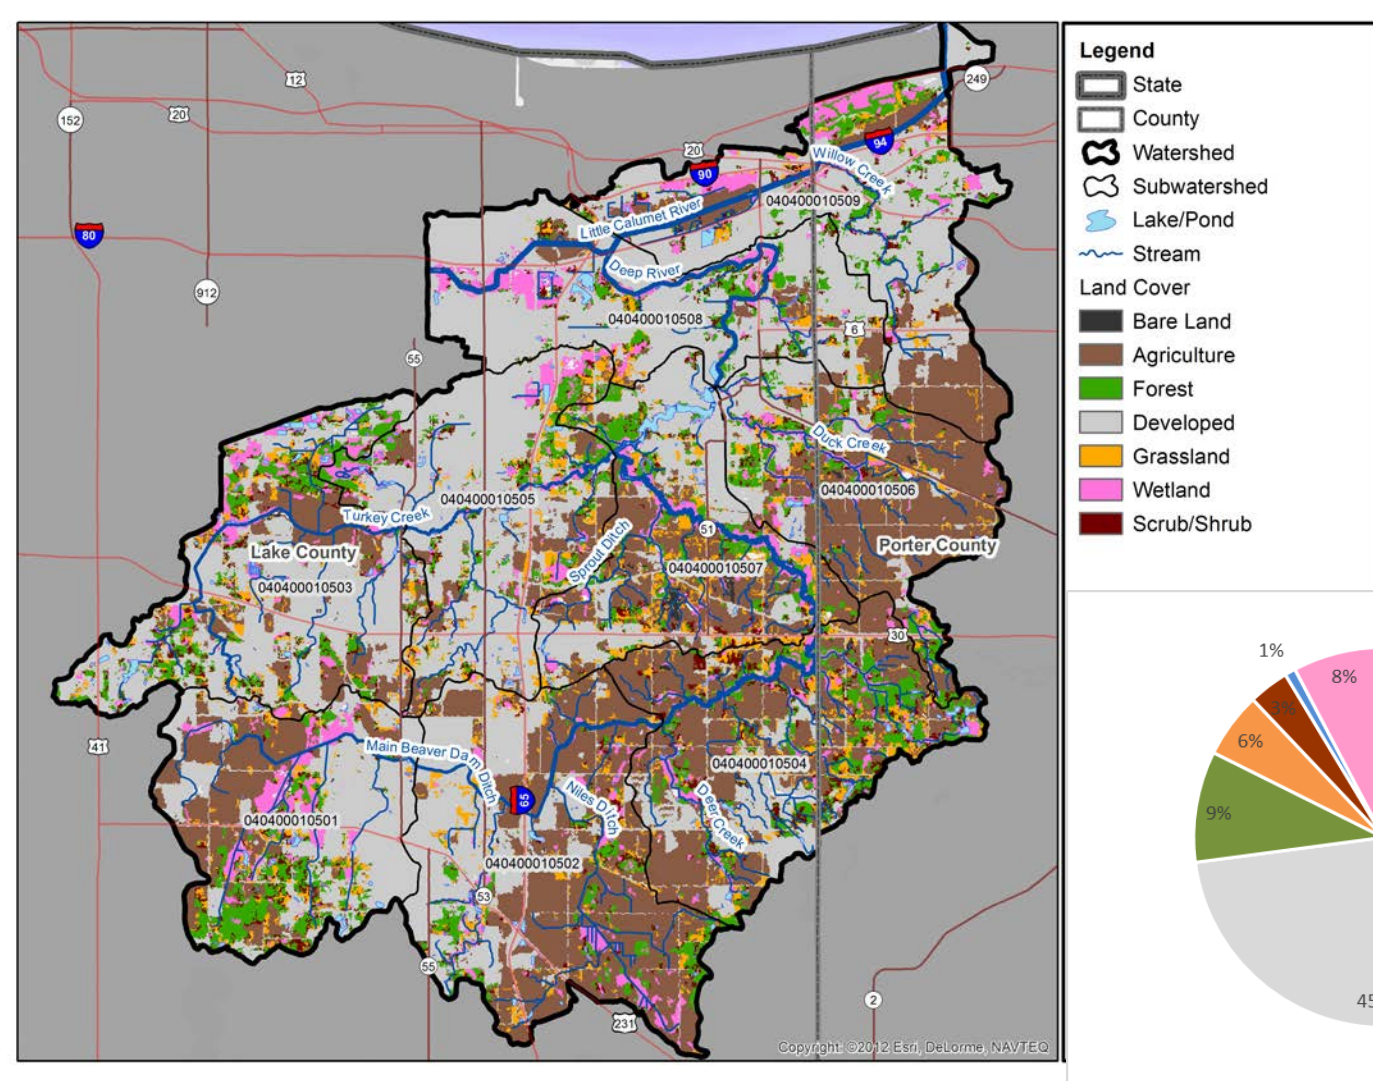 12
249
152
20
20
94
90
Willow Creek
040400010509
Little Calumet River
80
Deep River
912
040400010508
6
55
Duck Creek
040400010506
040400010505
Turkey Creek
51
Sprout Ditch
Porter County
Lake County
040400010507
040400010503
30
41
Main Beaver Dam Ditch
040400010504
65
Niles Ditch
Deer Creek
040400010501
040400010502
53
55
2
231
Copyright: ©2012 Esri, DeLorme, NAVTEQ
Legend
State
County
Watershed
Subwatershed
Lake/Pond
Stream
Land Cover
Bare Land
Agriculture
Forest
Developed
Grassland
Wetland
Scrub/Shrub
1%
8%
3%
6%
9%
45